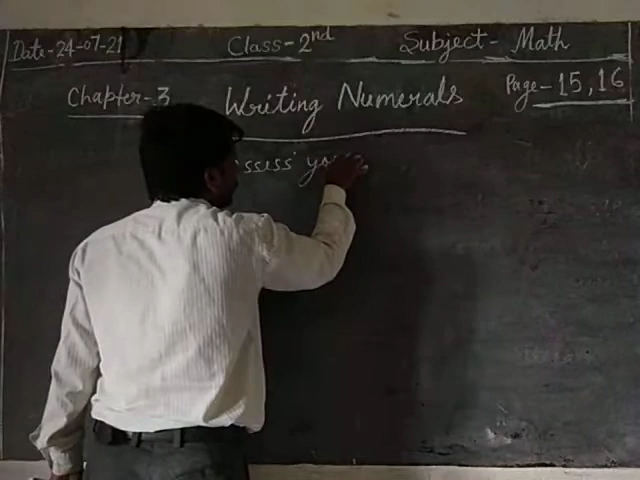 Date-24-07-21 Class-2nd Subject- Math
Chapter-3 Writing Numerals Page-15,16